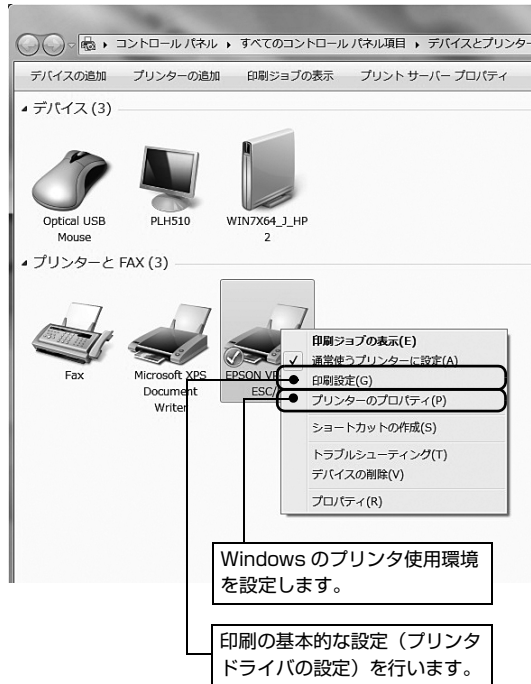 コントロール パネル ▸ すべてのコントロール パネル項目 ▸ デバイスとプリンター
デバイスの追加 プリンターの追加 印刷ジョブの表示 プリント サーバー プロパティ
デバイス (3)
Optical USB
Mouse
PLH510
WIN7X64_J_HP
2
プリンターと FAX (3)
Fax
Microsoft XPS
Document
Writer
EPSON
ESC/
印刷ジョブの表示(E)
通常使うプリンターに設定(A)
印刷設定(G)
プリンターのプロパティ(P)
ショートカットの作成(S)
トラブルシューティング(T)
デバイスの削除(V)
プロパティ(R)
Windows のプリンタ使用環境
を設定します。
印刷の基本的な設定（プリンタ
ドライバの設定）を行います。